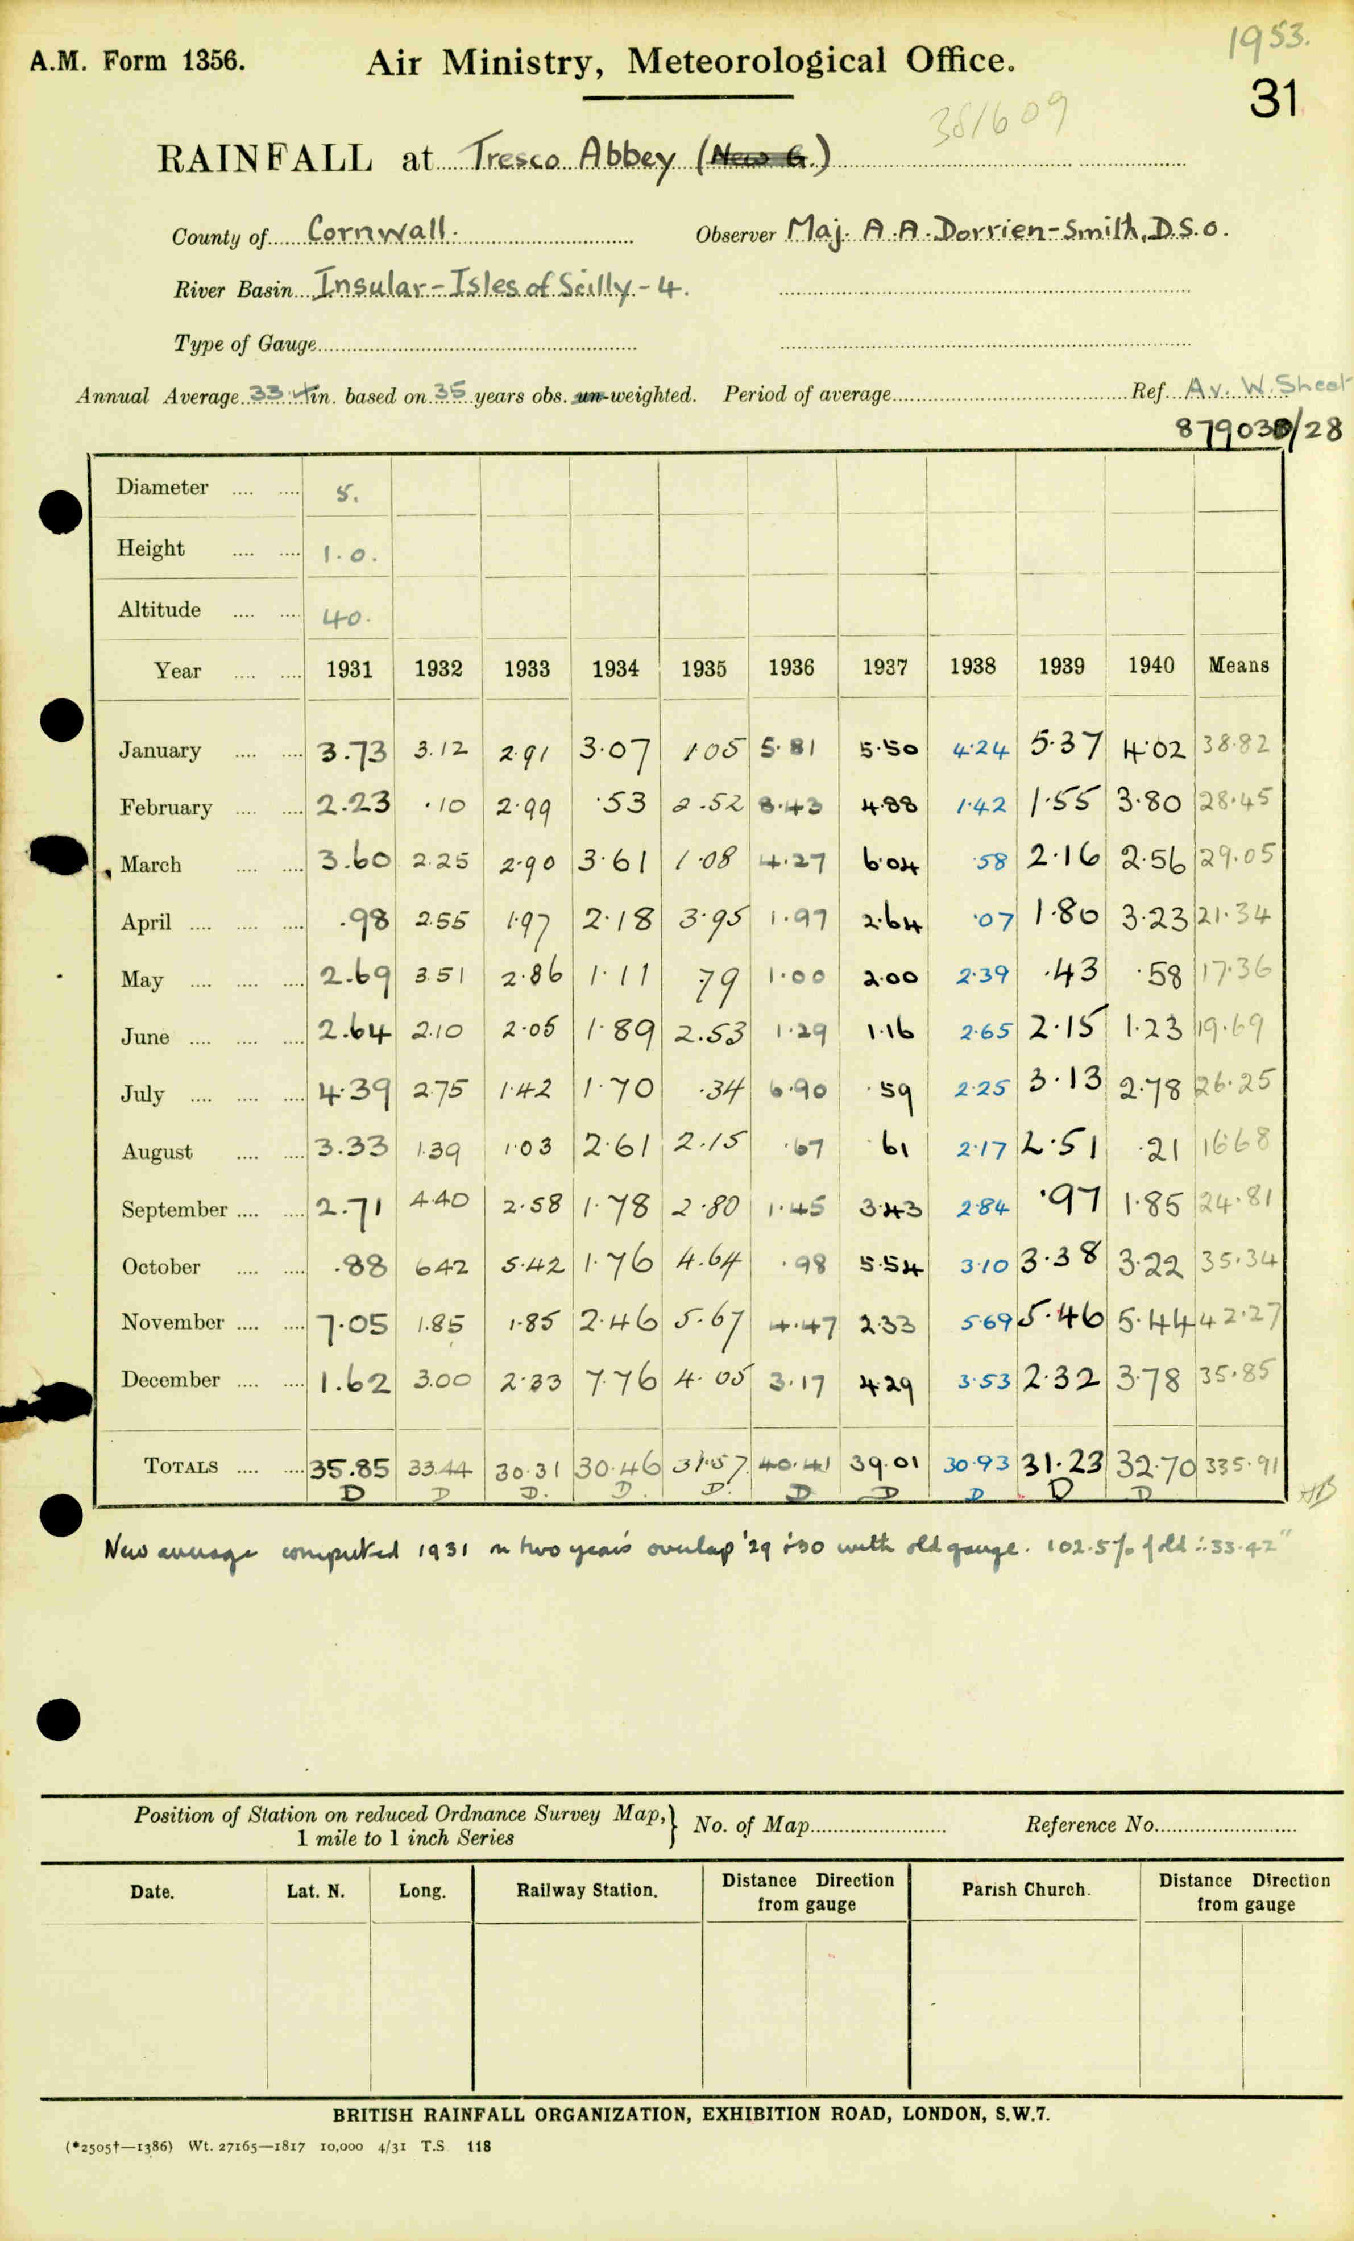 1953.
A.M. Form 1356. Air Ministry, Meteorological Office.
31
381609
RAINFALL at Tresco Abbey (New G.)
County of Cornwall. Observer Maj. A.A. Dorrien-Smith, D.S.O.
River Basin Insular-Isles of Scilly-4.
Type of Gauge
Annual Average 33.4 in. based on 35 years obs. un-weighted. Period of average Ref. Av. W. Sheet
/28
Diameter 5.
Height 1.0.
Altitude 40.
Year 1931 1932 1933 1934 1935 1936 1937 1938 1939 1940 Means
January 3.73 3.12 2.91 3.07 1.05 5.81 5.50 4.24 5.37 4.02 38.82
February 2.23 .10 2.99 .53 2.52 8.43 4.88 1.42 1.55 3.80 28.45
March 3.60 2.25 2.90 3.61 1.08 4.27 6.04 .58 2.16 2.56 29.05
April .98 2.55 1.97 2.18 3.95 1.97 2.64 .07 1.80 3.23 21.34
May 2.69 3.51 2.86 1.11 .79 1.00 2.00 2.39 .43 .58 17.36
June 2.64 2.10 2.05 1.89 2.53 1.29 1.16 2.65 2.15 1.23 19.69
July 4.39 2.75 1.42 1.70 .34 6.90 .59 2.25 3.13 2.78 26.25
August 3.33 1.39 1.03 2.61 2.15 .67 .61 2.17 2.51 .21 16.68
September 2.71 4.40 2.58 1.78 2.80 1.45 3.43 2.84 .97 1.85 24.81
October .88 6.42 5.42 1.76 4.64 .98 5.54 3.10 3.38 3.22 35.34
November 7.05 1.85 1.85 2.46 5.67 4.47 2.33 5.69 5.46 5.44 42.27
December 1.62 3.00 2.33 7.76 4.05 3.17 4.29 3.53 2.32 3.78 35.85
TOTALS 35.85 33.44 30.31 30.46 31.57 40.41 39.01 30.93 31.23 32.70 335.91
D D D. D. D. D D D D D
New average computed 1931 on two years overlap '29 & '30 with old gauge. 102.5% of old ∴ 33.42"
Position of Station on reduced Ordnance Survey Map, 1 mile to 1 inch Series } No. of Map Reference No.
Date. Lat. N. Long. Railway Station. Distance Direction from gauge Parish Church. Distance Direction from gauge
BRITISH RAINFALL ORGANIZATION, EXHIBITION ROAD, LONDON, S.W.7.
(*2505†—1386) Wt. 27165—1817 10,000 4/31 T.S. 118